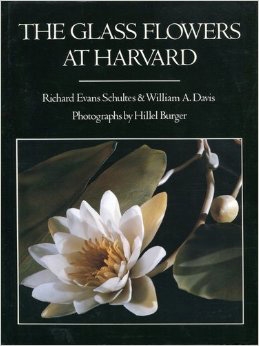 THE GLASS FLOWERS
AT HARVARD
Richard Evans Schultes & William A. Davis
Photographs by Hillel Burger